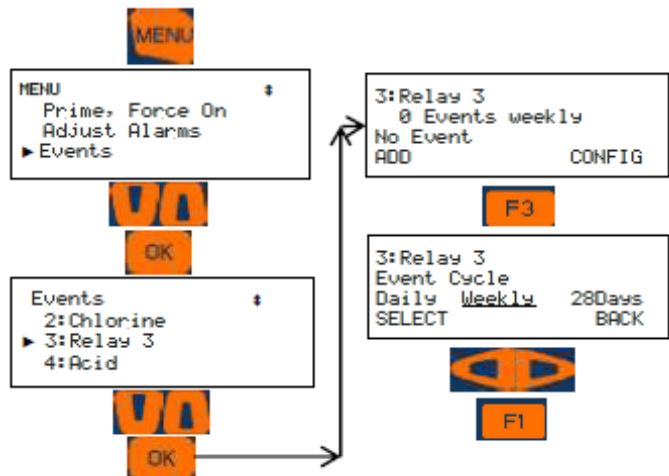 MENU
MENU
Prime, Force On
Adjust Alarms
Events
OK
Events
2:Chlorine
3:Relay 3
4:Acid
OK
3:Relay 3
0 Events weekly
No Event
ADD CONFIG
F3
3:Relay 3
Event Cycle
Daily Weekly 28Days
SELECT BACK
F1